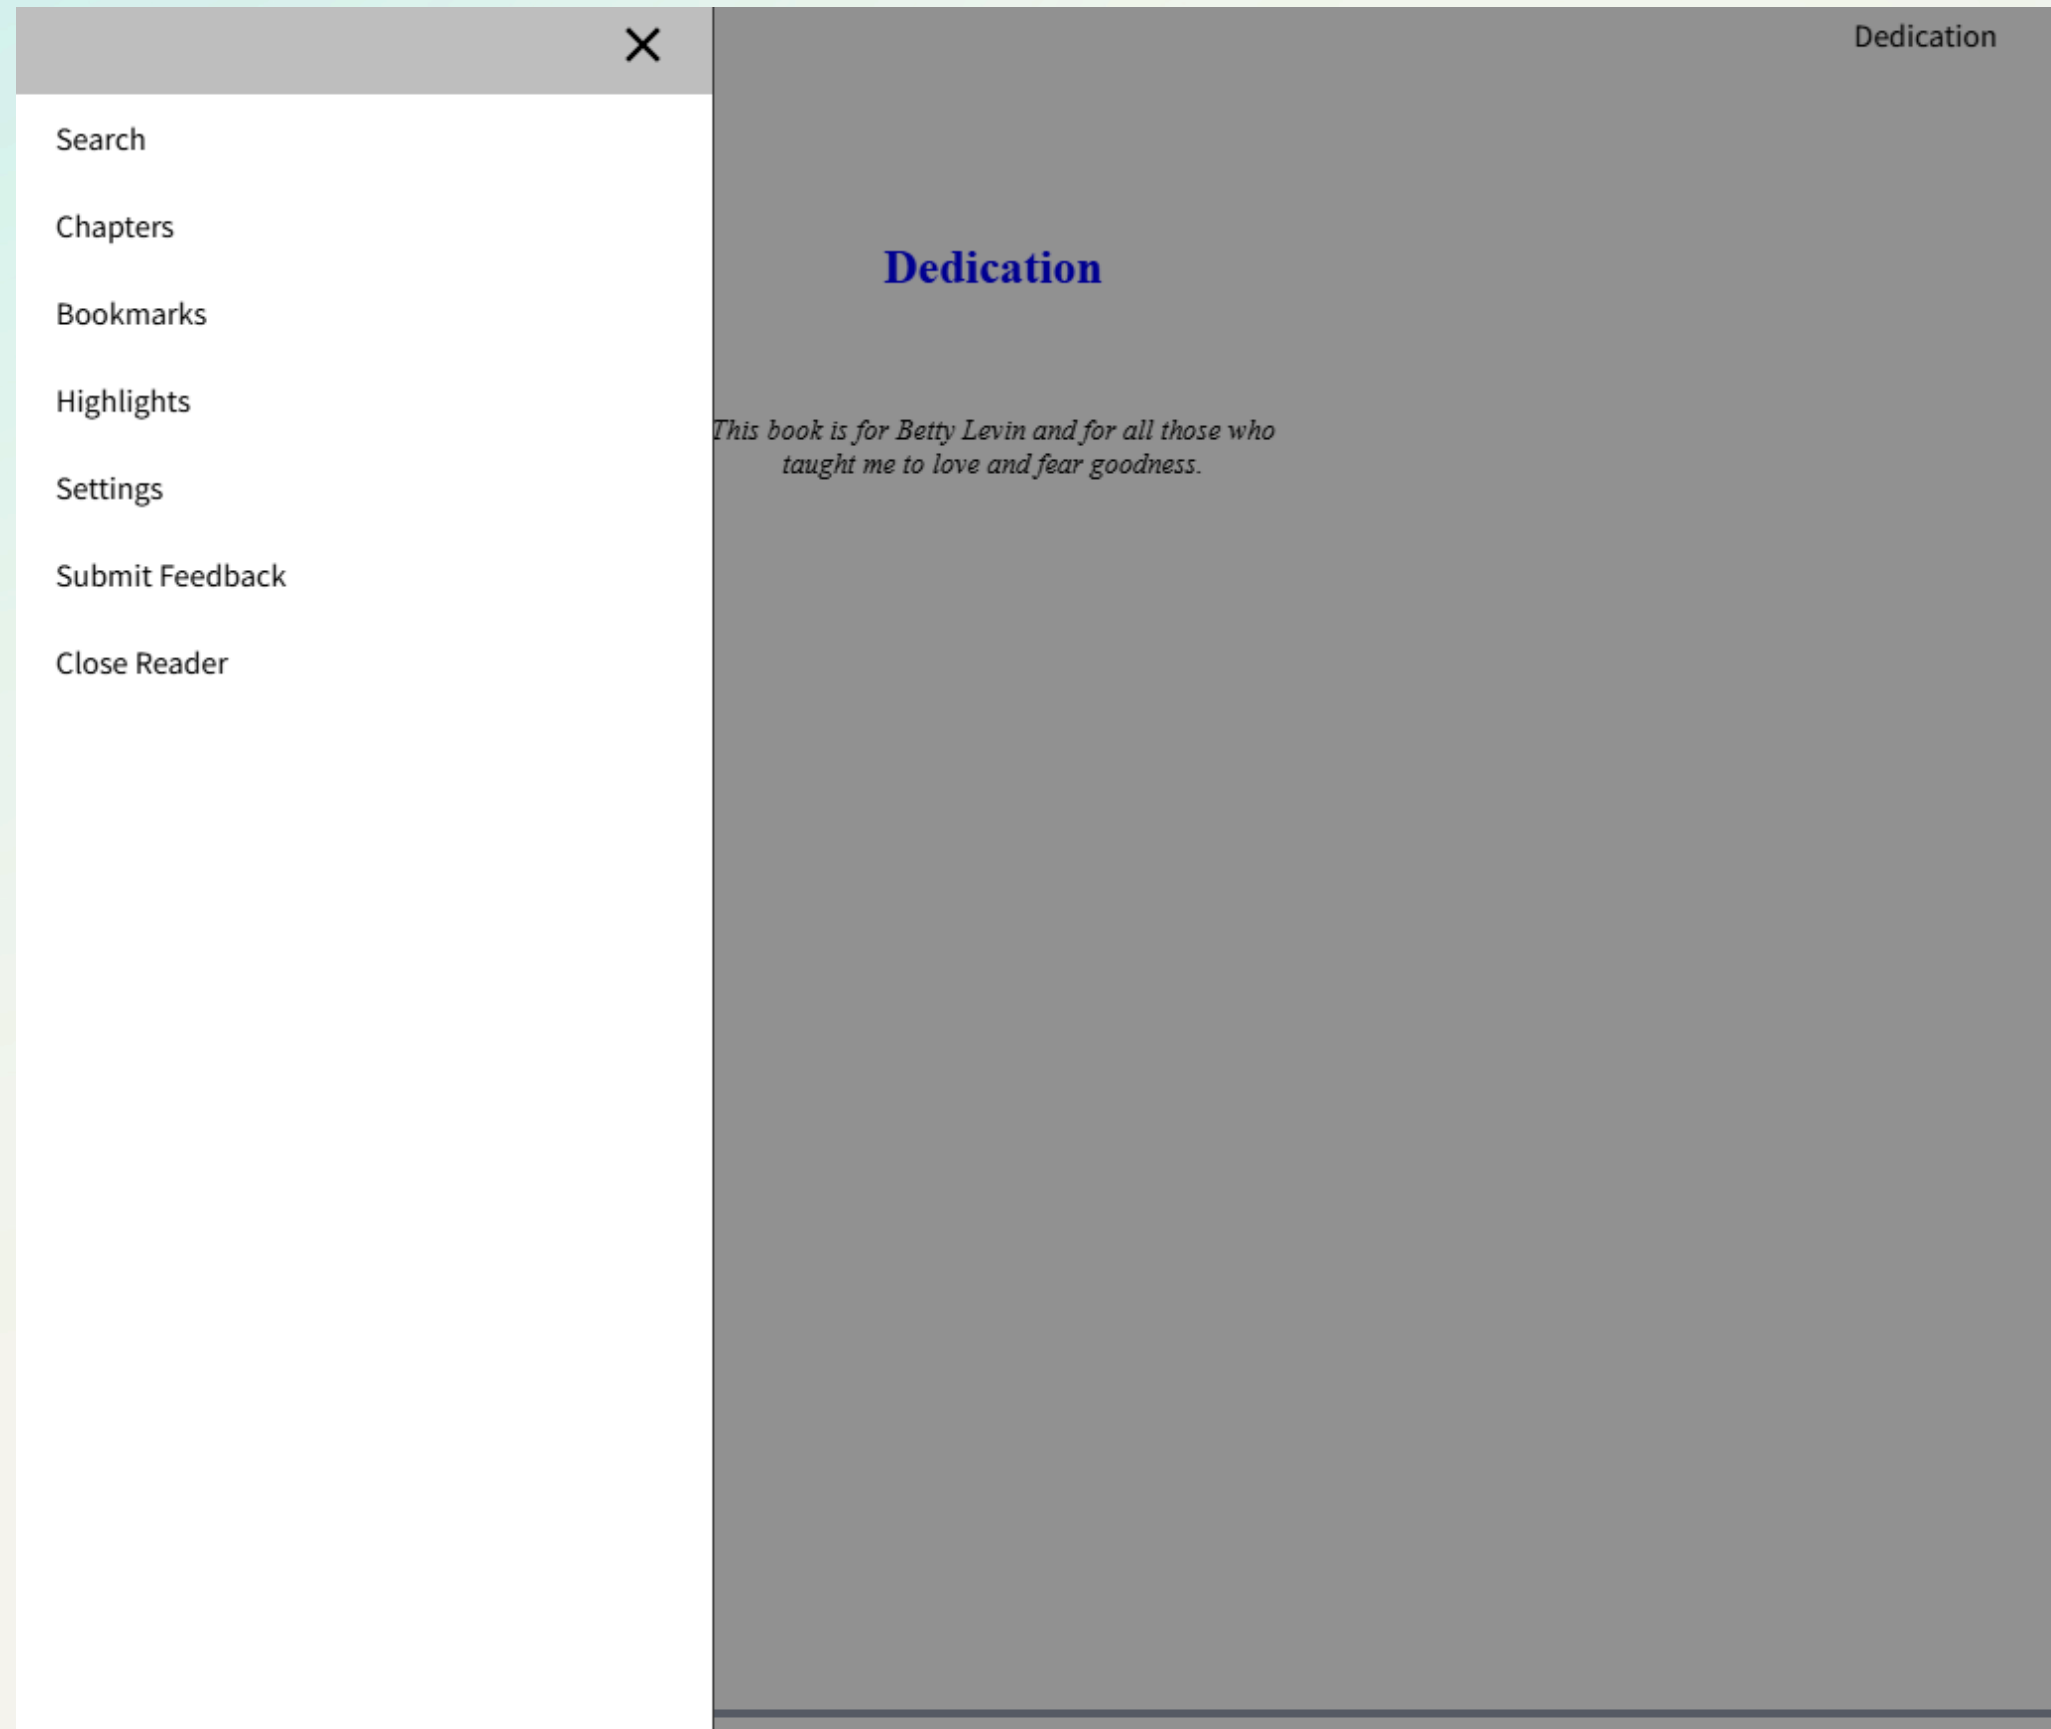 Search
Chapters
Bookmarks
Highlights
Settings
Submit Feedback
Close Reader
Dedication
Dedication
This book is for Betty Levin and for all those who
taught me to love and fear goodness.